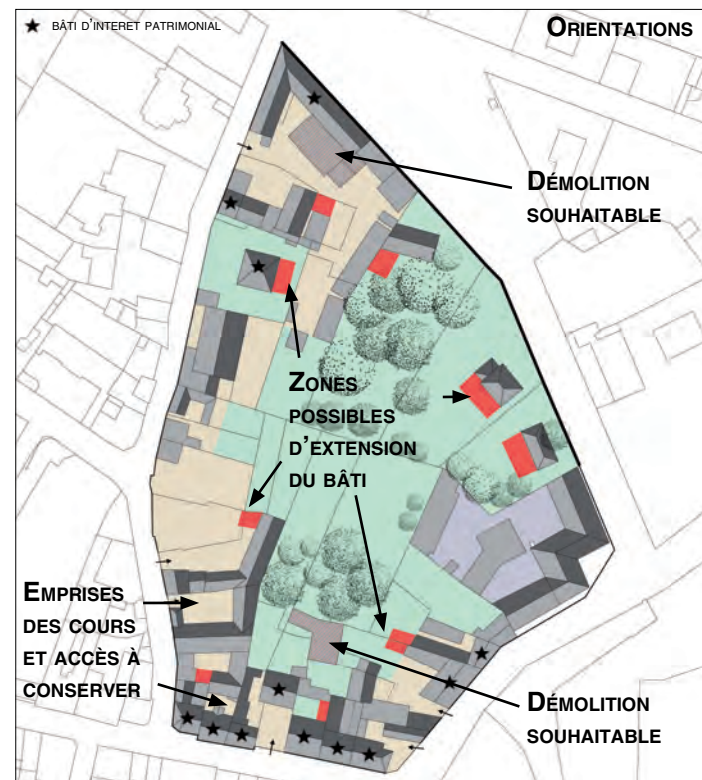 ★ BÂTI D'INTERET PATRIMONIAL
ORIENTATIONS
DÉMOLITION
SOUHAITABLE
ZONES
POSSIBLES
D'EXTENSION
DU BÂTI
EMPRISES
DES COURS
ET ACCÈS À
CONSERVER
DÉMOLITION
SOUHAITABLE